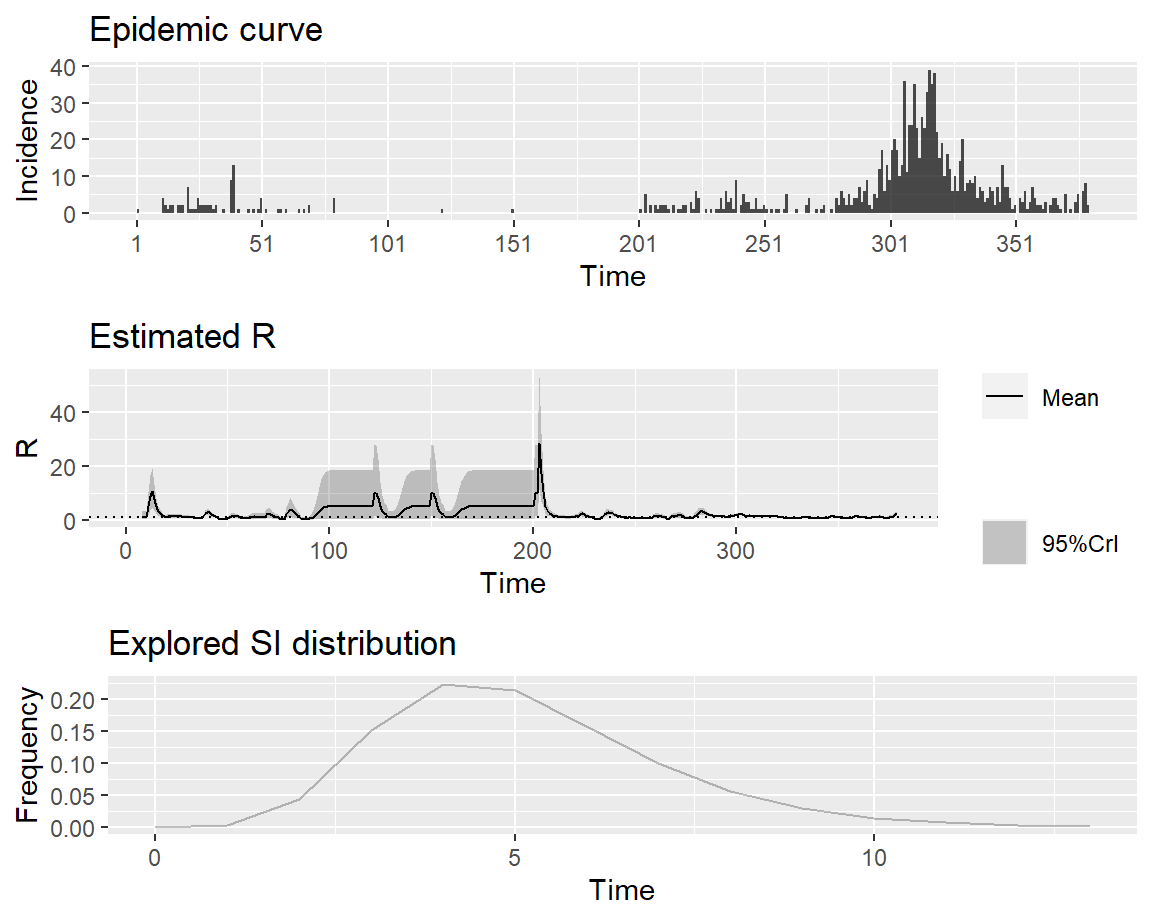 Epidemic curve
Incidence
40
30
20
10
0
1 51 101 151 201 251 301 351
Time
Estimated R
R
40
20
0
0 100 200 300
Time
Mean
95%CrI
Explored SI distribution
Frequency
0.20
0.15
0.10
0.05
0.00
0 5 10
Time